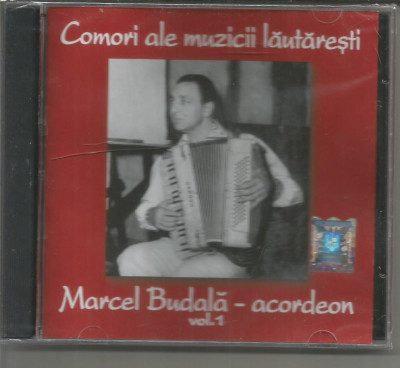 Comori ale muzicii lăutărești
Marcel Budală - acordeon
vol.1